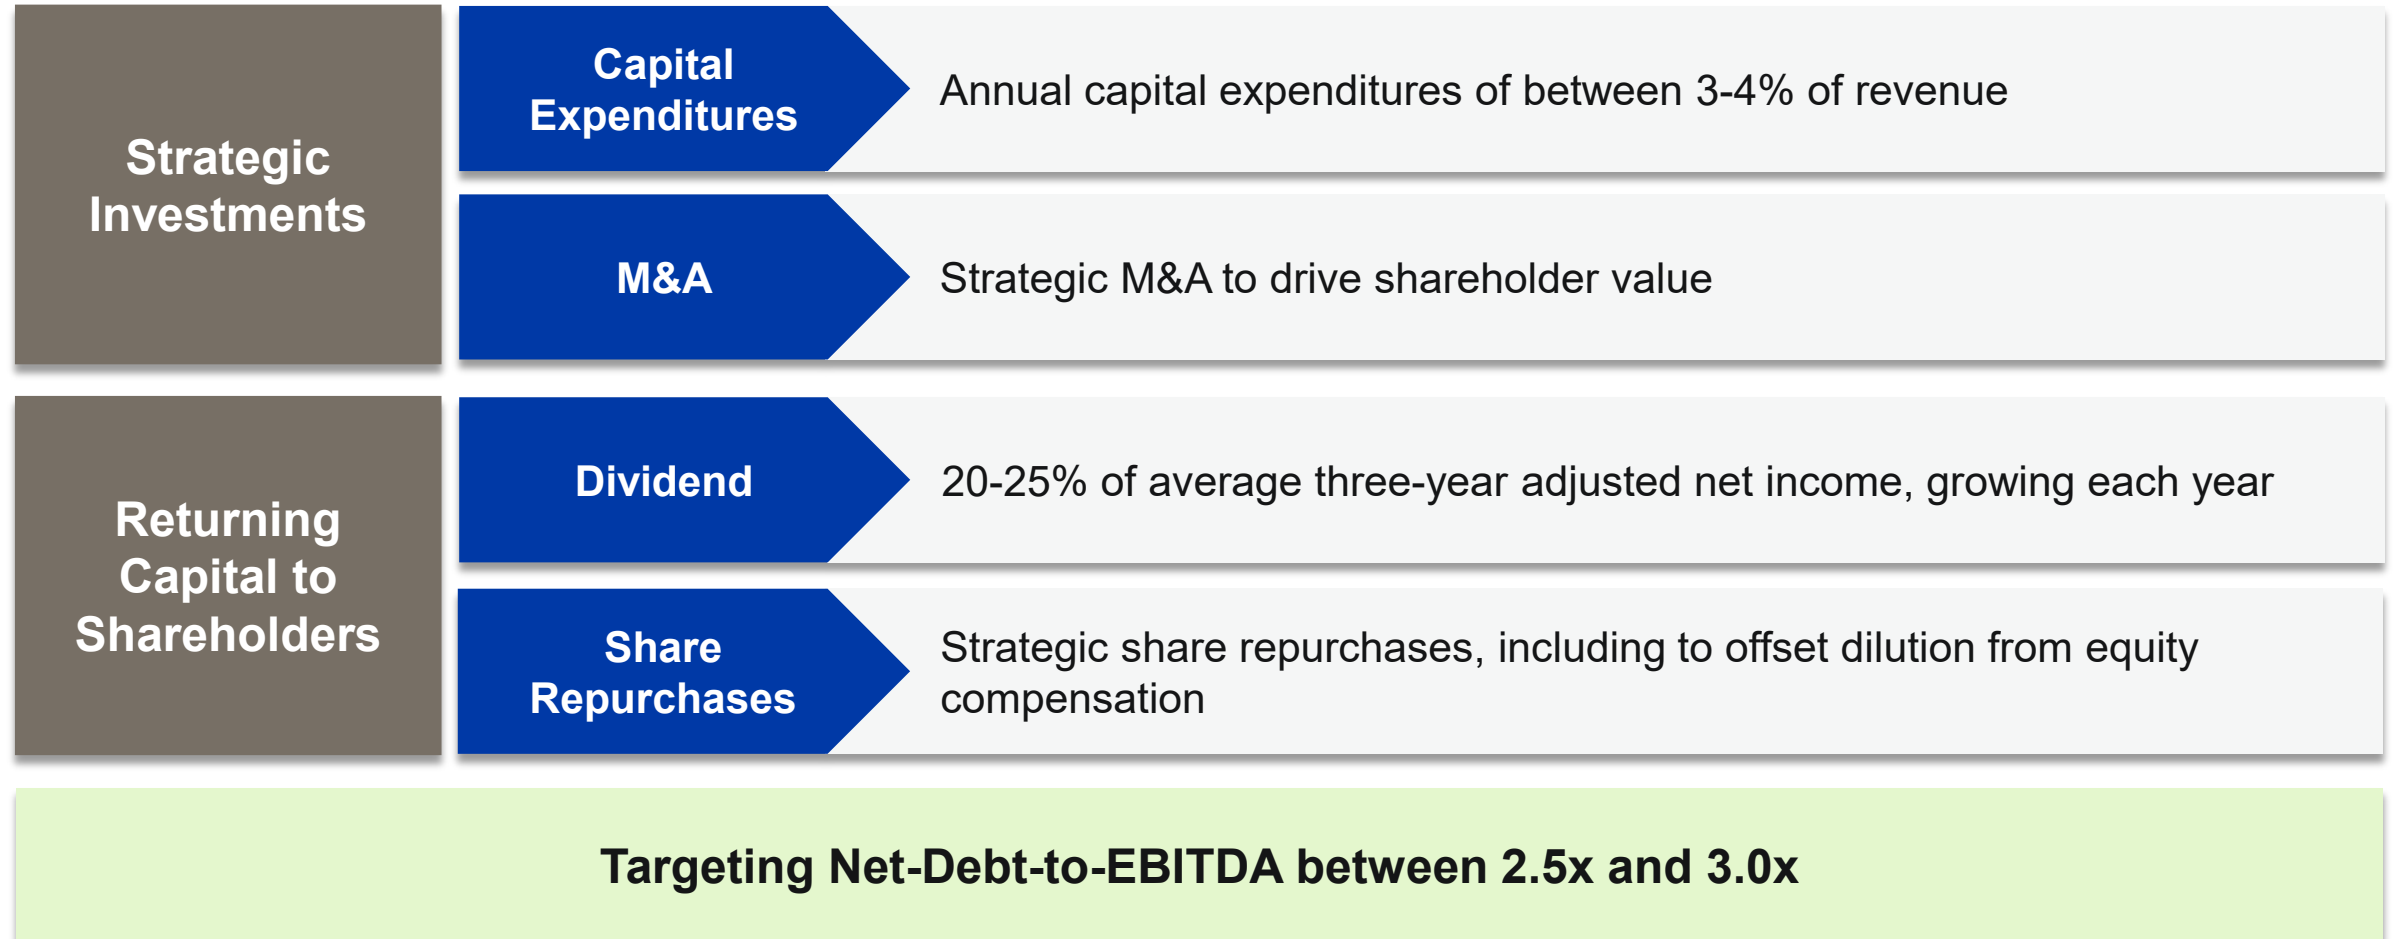 Strategic
Investments
Capital
Expenditures
Annual capital expenditures of between 3-4% of revenue
M&A
Strategic M&A to drive shareholder value
Returning
Capital to
Shareholders
Dividend
20-25% of average three-year adjusted net income, growing each year
Share
Repurchases
Strategic share repurchases, including to offset dilution from equity
compensation
Targeting Net-Debt-to-EBITDA between 2.5x and 3.0x